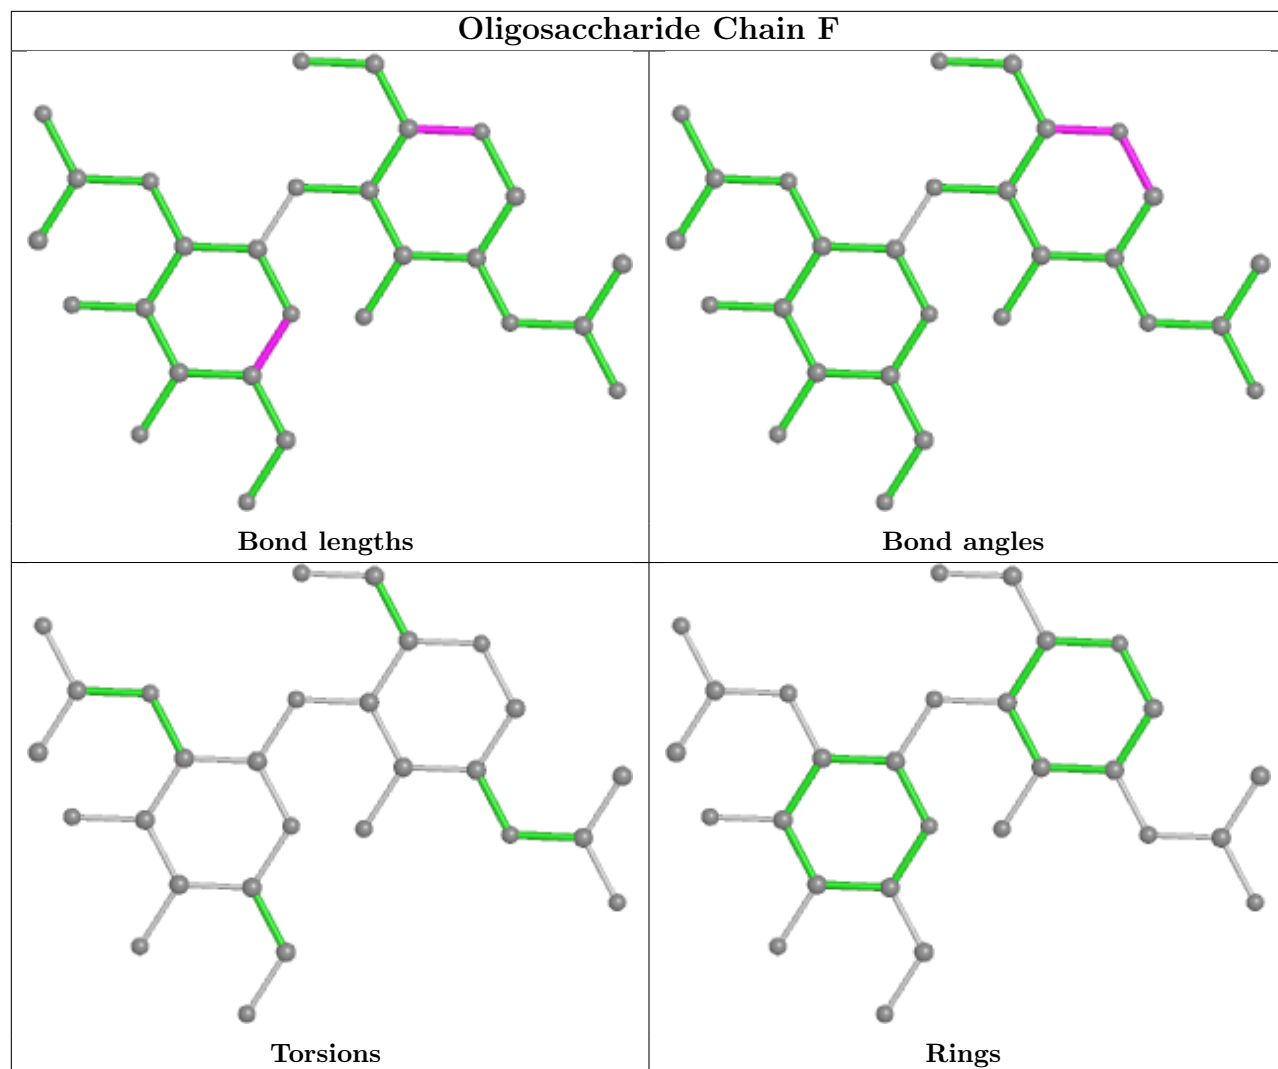 Oligosaccharide Chain F
Bond lengths
Bond angles
Torsions
Rings